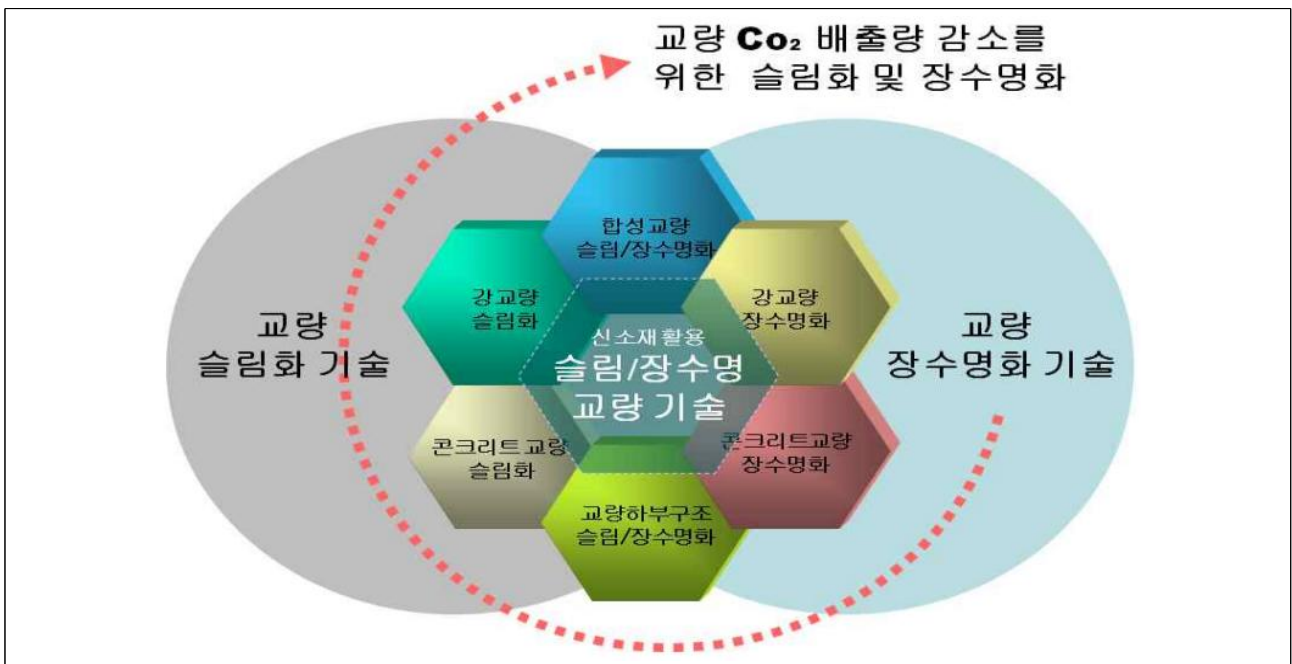 교량 Co₂ 배출량 감소를
위한 슬림화 및 장수명화
합성교량
슬림/장수명화
강교량
슬림화
강교량
장수명화
교량
슬림화 기술
신소재 활용
슬림/장수명
교량 기술
교량
장수명화 기술
콘크리트교량
슬림화
콘크리트교량
장수명화
교량하부구조
슬림/장수명화